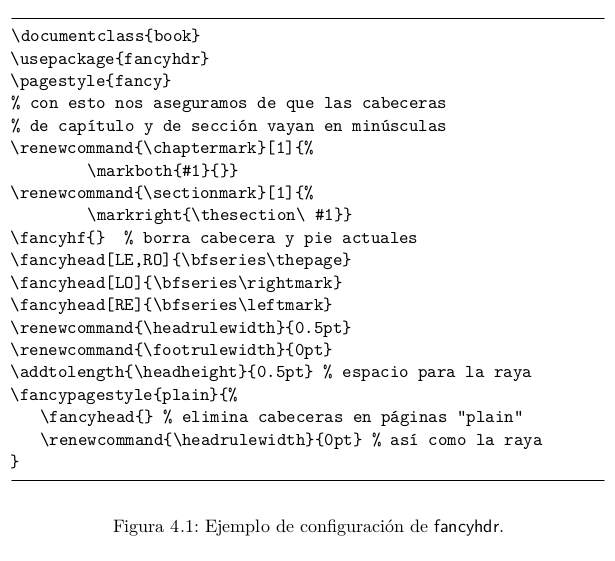 \documentclass{book}
\usepackage{fancyhdr}
\pagestyle{fancy}
% con esto nos aseguramos de que las cabeceras
% de capítulo y de sección vayan en minúsculas
\renewcommand{\chaptermark}[1]{%
        \markboth{#1}{}}
\renewcommand{\sectionmark}[1]{%
        \markright{\thesection\ #1}}
\fancyhf{}  % borra cabecera y pie actuales
\fancyhead[LE,RO]{\bfseries\thepage}
\fancyhead[LO]{\bfseries\rightmark}
\fancyhead[RE]{\bfseries\leftmark}
\renewcommand{\headrulewidth}{0.5pt}
\renewcommand{\footrulewidth}{0pt}
\addtolength{\headheight}{0.5pt} % espacio para la raya
\fancypagestyle{plain}{%
   \fancyhead{} % elimina cabeceras en páginas "plain"
   \renewcommand{\headrulewidth}{0pt} % así como la raya
}
Figura 4.1: Ejemplo de configuración de fancyhdr.